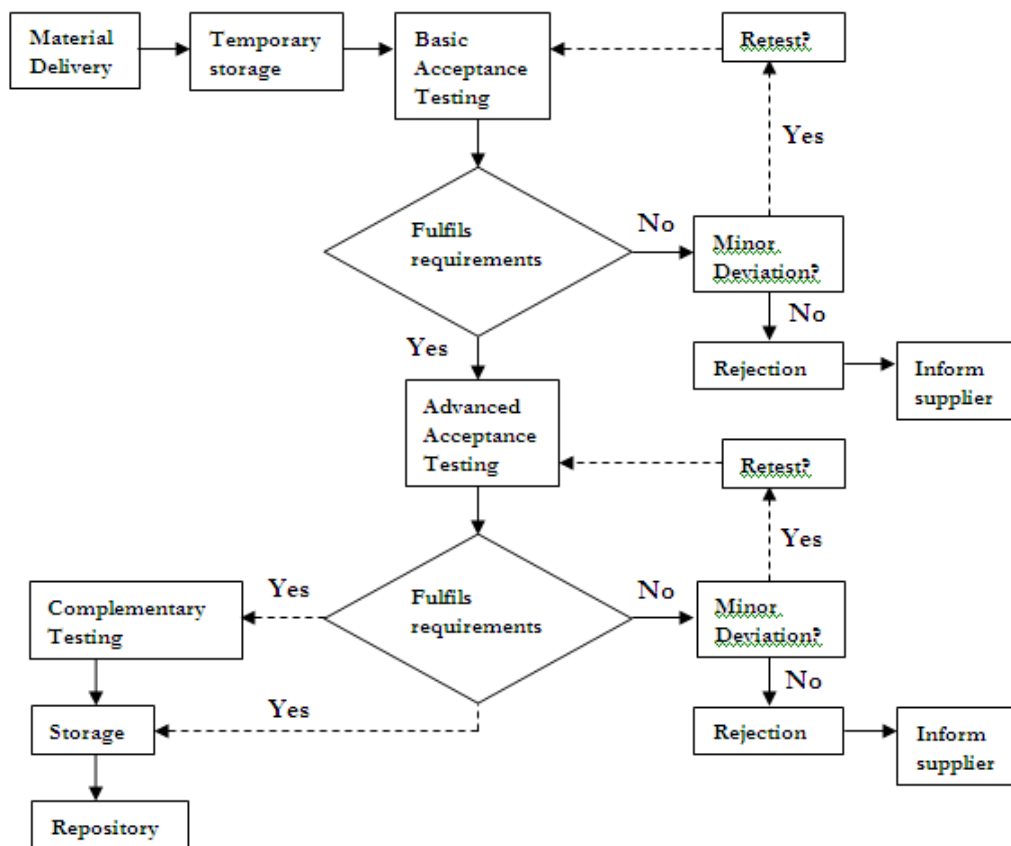 Material
Delivery
Temporary
storage
Basic
Acceptance
Testing
Retest?
Yes
Fulfils
requirements
No
Minor
Deviation?
No
Yes
Rejection
Inform
supplier
Advanced
Acceptance
Testing
Retest?
Yes
Fulfils
requirements
No
Minor
Deviation?
Yes
Complementary
Testing
No
Yes
Storage
Rejection
Inform
supplier
Repository